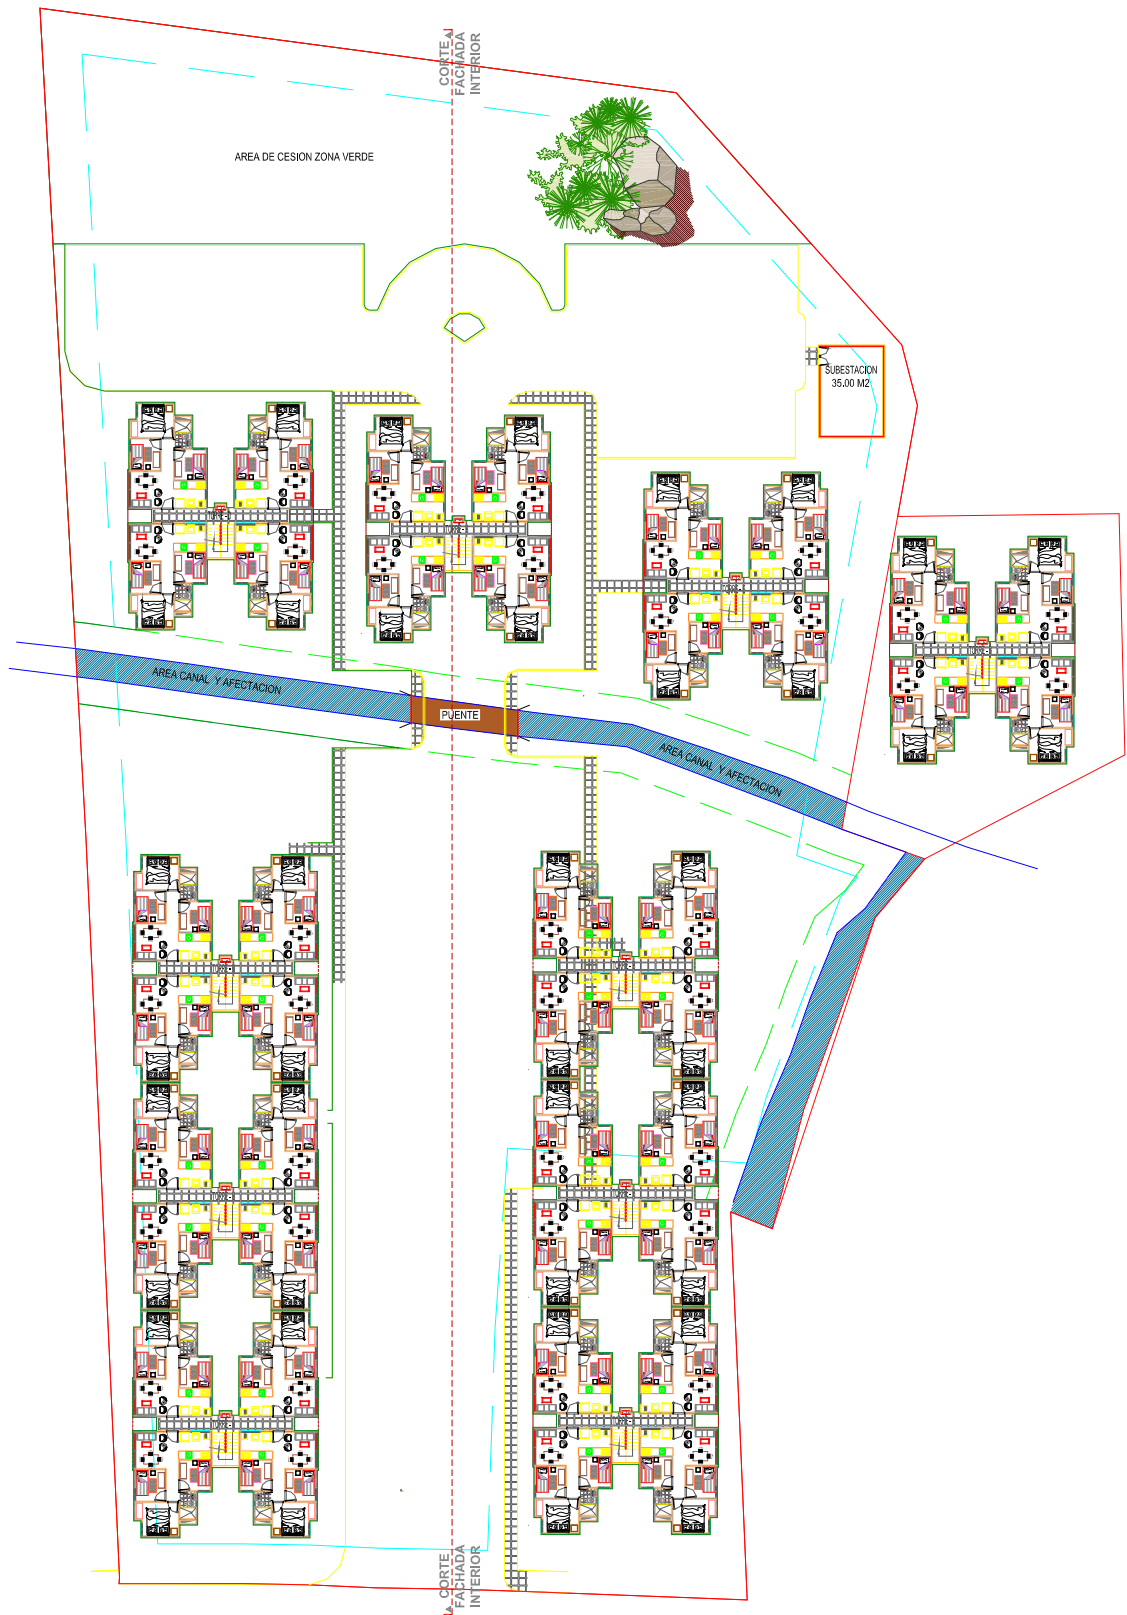 CORTE
FACHADA
INTERIOR
AREA DE CESION ZONA VERDE
SUBESTACION
35.00 M2
AREA CANAL Y AFECTACION
PUENTE
AREA CANAL Y AFECTACION
CORTE
FACHADA
INTERIOR